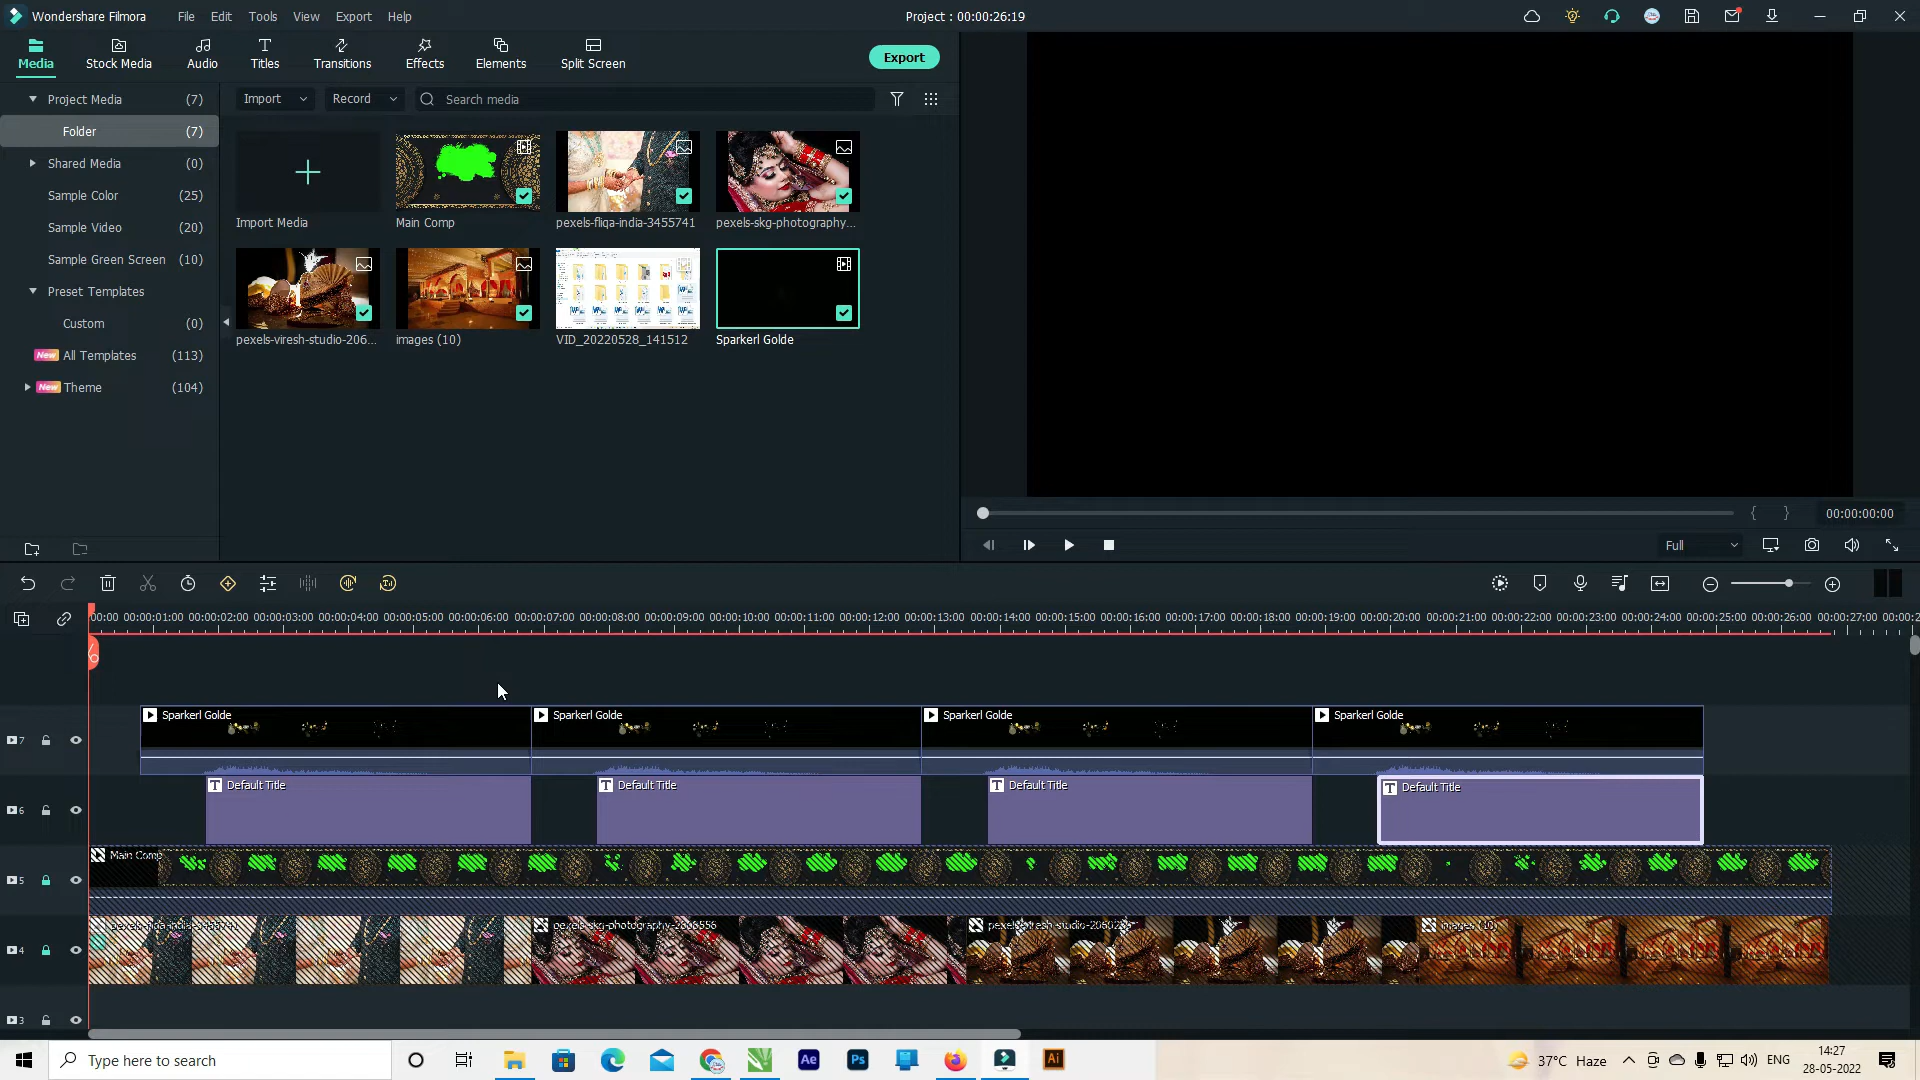 Wondershare Filmora
File Edit Tools View Export Help
Project : 00:00:26:19
Media
Stock Media
Audio
Titles
Transitions
Effects
Elements
Split Screen
Export
Project Media (7)
Folder (7)
Shared Media (0)
Sample Color (25)
Sample Video (20)
Sample Green Screen (10)
Preset Templates
Custom (0)
New All Templates (113)
New Theme (104)
Import
Record
Search media
Import Media
Main Comp
pexels-fliqa-india-3455741
pexels-skg-photography...
pexels-viresh-studio-206...
images (10)
VID_20220528_141512
Sparkerl Golde
{ }
00:00:00:00
Full
00:00 00:00:01:00 00:00:02:00 00:00:03:00 00:00:04:00 00:00:05:00 00:00:06:00 00:00:07:00 00:00:08:00 00:00:09:00 00:00:10:00 00:00:11:00 00:00:12:00 00:00:13:00 00:00:14:00 00:00:15:00 00:00:16:00 00:00:17:00 00:00:18:00 00:00:19:00 00:00:20:00 00:00:21:00 00:00:22:00 00:00:23:00 00:00:24:00 00:00:25:00 00:00:26:00 00:00:27:00 00:00:2
7
Sparkerl Golde
Sparkerl Golde
Sparkerl Golde
Sparkerl Golde
6
T Default Title
T Default Title
T Default Title
T Default Title
5
Main Comp
4
pexels-skg-photography-2608556
images (10)
3
Type here to search
Ae
Ps
Ai
37°C Haze
ENG
14:27
28-05-2022